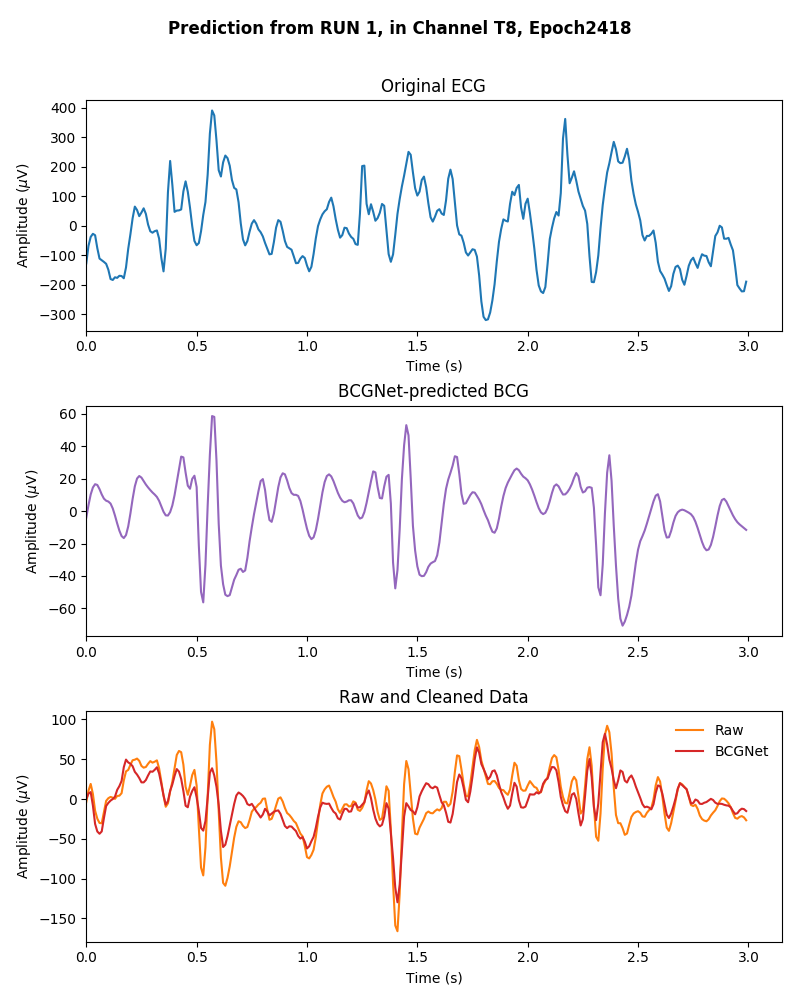 Prediction from RUN 1, in Channel T8, Epoch2418
Original ECG
Amplitude (μV)
400
300
200
100
0
−100
−200
−300
0.0 0.5 1.0 1.5 2.0 2.5 3.0
Time (s)
BCGNet-predicted BCG
Amplitude (μV)
60
40
20
0
−20
−40
−60
0.0 0.5 1.0 1.5 2.0 2.5 3.0
Time (s)
Raw and Cleaned Data
Amplitude (μV)
100
50
0
−50
−100
−150
Raw
BCGNet
0.0 0.5 1.0 1.5 2.0 2.5 3.0
Time (s)